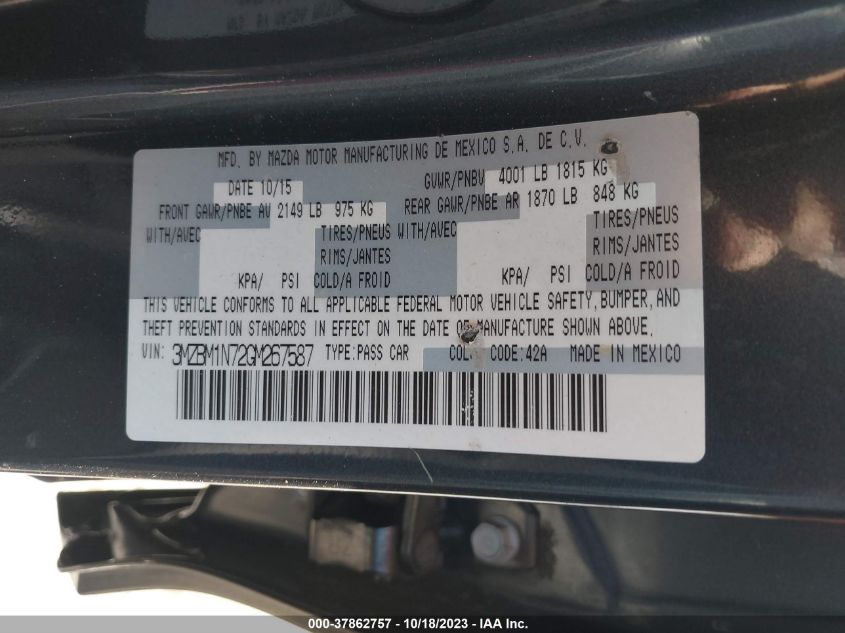 MFD. BY MAZDA MOTOR MANUFACTURING DE MEXICO S.A. DE C.V.
DATE 10/15 GVWR/PNBV 4001 LB 1815 KG
FRONT GAWR/PNBE AV 2149 LB 975 KG REAR GAWR/PNBE AR 1870 LB 848 KG
WITH/AVEC TIRES/PNEUS WITH/AVEC TIRES/PNEUS
RIMS/JANTES RIMS/JANTES
KPA/ PSI COLD/A FROID KPA/ PSI COLD/A FROID
THIS VEHICLE CONFORMS TO ALL APPLICABLE FEDERAL MOTOR VEHICLE SAFETY, BUMPER, AND
THEFT PREVENTION STANDARDS IN EFFECT ON THE DATE OF MANUFACTURE SHOWN ABOVE.
VIN: 3MZBM1N72GM267587 TYPE:PASS CAR COLOR CODE:42A MADE IN MEXICO
000-37862757 - 10/18/2023 - IAA Inc.